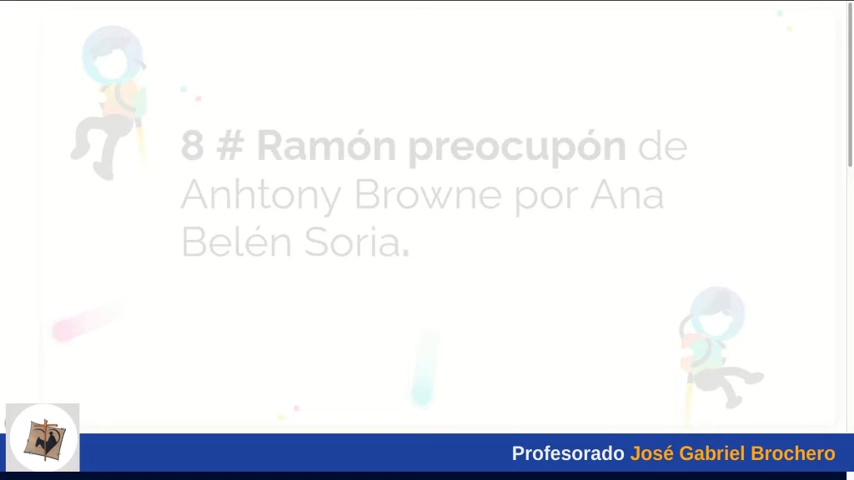 8 # Ramón preocupón de
Anhtony Browne por Ana
Belén Soria.
Profesorado José Gabriel Brochero